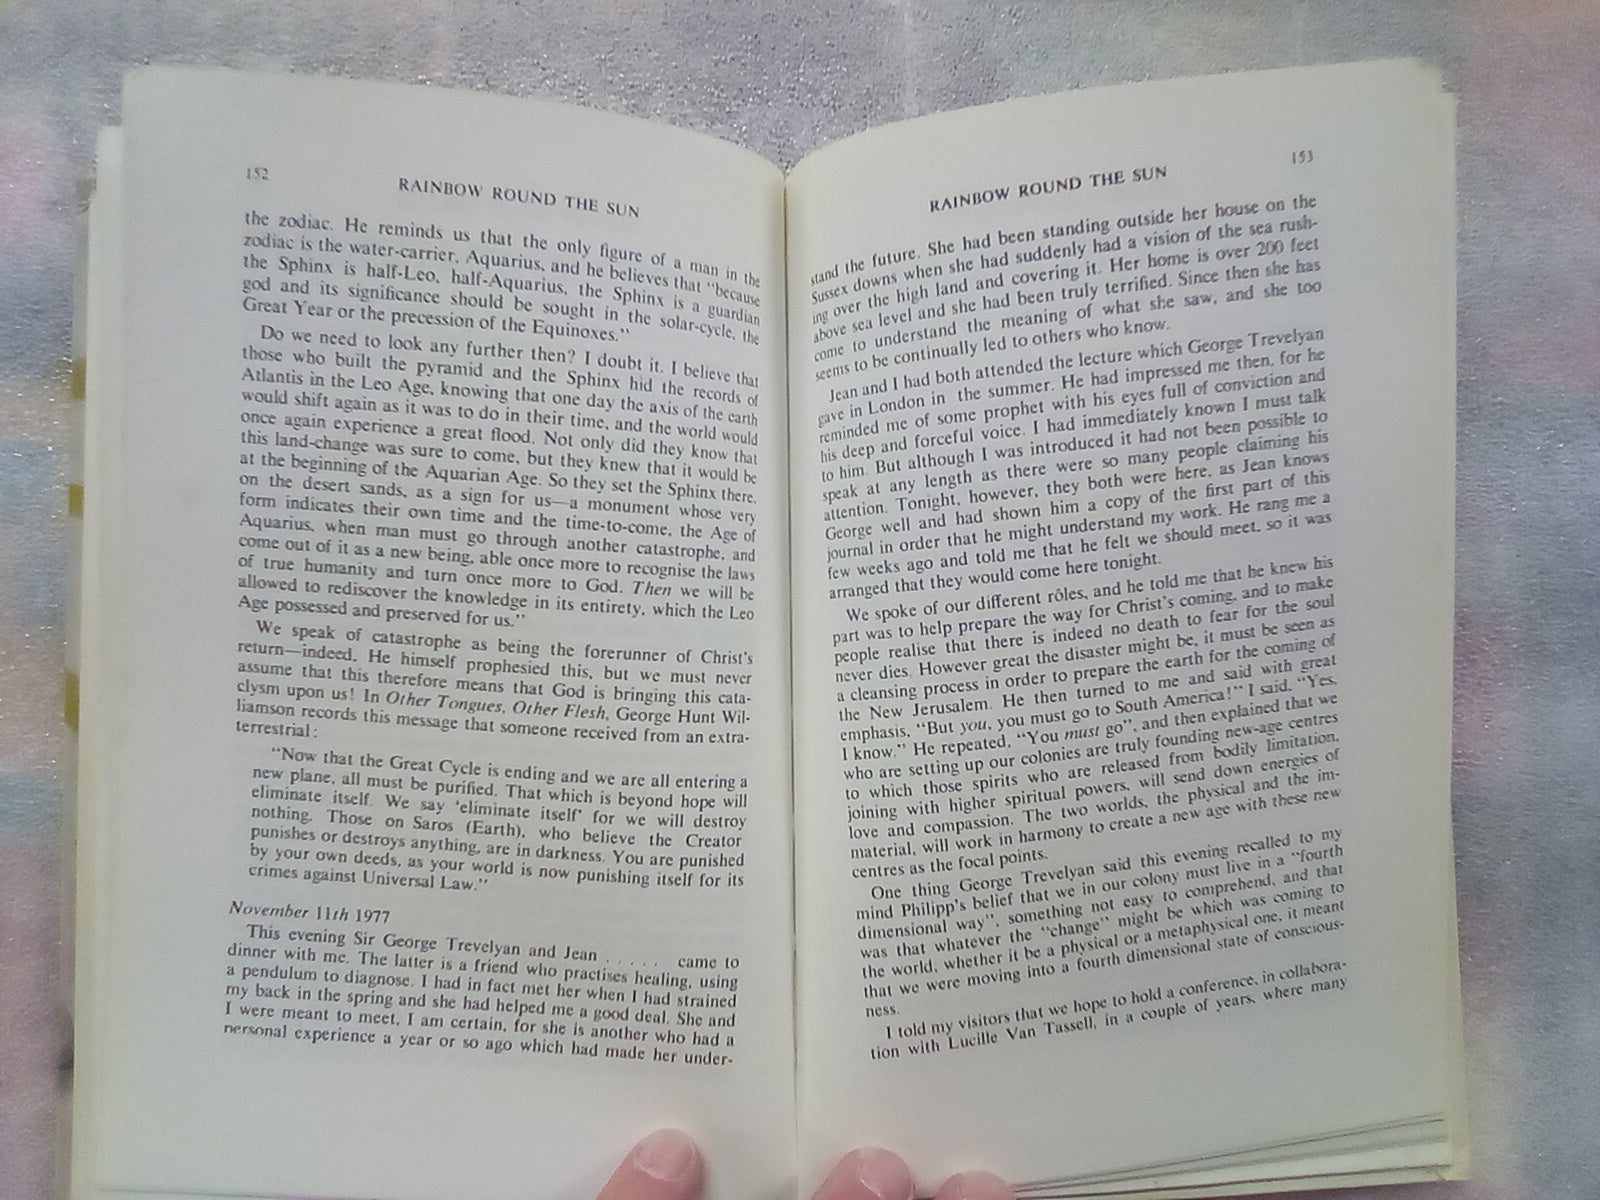 152
RAINBOW ROUND THE SUN
the zodiac. He reminds us that the only figure of a man in the
zodiac is the water-carrier, Aquarius, and he believes that "because
the Sphinx is half-Leo, half-Aquarius, the Sphinx is a guardian
god and its significance should be sought in the solar-cycle, the
Great Year or the precession of the Equinoxes."
Do we need to look any further then? I doubt it. I believe that
those who built the pyramid and the Sphinx hid the records of
Atlantis in the Leo Age, knowing that one day the axis of the earth
would shift again as it was to do in their time, and the world would
once again experience a great flood. Not only did they know that
this land-change was sure to come, but they knew that it would be
at the beginning of the Aquarian Age. So they set the Sphinx there,
on the desert sands, as a sign for us—a monument whose very
form indicates their own time and the time-to-come, the Age of
Aquarius, when man must go through another catastrophe, and
come out of it as a new being, able once more to recognise the laws
of true humanity and turn once more to God. Then we will be
allowed to rediscover the knowledge in its entirety, which the Leo
Age possessed and preserved for us."
We speak of catastrophe as being the forerunner of Christ's
return—indeed, He himself prophesied this, but we must never
assume that this therefore means that God is bringing this cata-
clysm upon us! In Other Tongues, Other Flesh, George Hunt Wil-
liamson records this message that someone received from an extra-
terrestrial:
"Now that the Great Cycle is ending and we are all entering a
new plane, all must be purified. That which is beyond hope will
eliminate itself. We say 'eliminate itself' for we will destroy
nothing. Those on Saros (Earth), who believe the Creator
punishes or destroys anything, are in darkness. You are punished
by your own deeds, as your world is now punishing itself for its
crimes against Universal Law."
November 11th 1977
This evening Sir George Trevelyan and Jean . . . . . came to
dinner with me. The latter is a friend who practises healing, using
a pendulum to diagnose. I had in fact met her when I had strained
my back in the spring and she had helped me a good deal. She and
I were meant to meet, I am certain, for she is another who had a
personal experience a year or so ago which had made her under-
153
RAINBOW ROUND THE SUN
stand the future. She had been standing outside her house on the
Sussex downs when she had suddenly had a vision of the sea rush-
ing over the high land and covering it. Her home is over 200 feet
above sea level and she had been truly terrified. Since then she has
come to understand the meaning of what she saw, and she too
seems to be continually led to others who know.
Jean and I had both attended the lecture which George Trevelyan
gave in London in the summer. He had impressed me then, for he
reminded me of some prophet with his eyes full of conviction and
his deep and forceful voice. I had immediately known I must talk
to him. But although I was introduced it had not been possible to
speak at any length as there were so many people claiming his
attention. Tonight, however, they both were here, as Jean knows
George well and had shown him a copy of the first part of this
journal in order that he might understand my work. He rang me a
few weeks ago and told me that he felt we should meet, so it was
arranged that they would come here tonight.
We spoke of our different rôles, and he told me that he knew his
part was to help prepare the way for Christ's coming, and to make
people realise that there is indeed no death to fear for the soul
never dies. However great the disaster might be, it must be seen as
a cleansing process in order to prepare the earth for the coming of
the New Jerusalem. He then turned to me and said with great
emphasis, "But you, you must go to South America!" I said, "Yes,
I know." He repeated, "You must go", and then explained that we
who are setting up our colonies are truly founding new-age centres
to which those spirits who are released from bodily limitation,
joining with higher spiritual powers, will send down energies of
love and compassion. The two worlds, the physical and the im-
material, will work in harmony to create a new age with these new
centres as the focal points.
One thing George Trevelyan said this evening recalled to my
mind Philipp's belief that we in our colony must live in a "fourth
dimensional way", something not easy to comprehend, and that
was that whatever the "change" might be which was coming to
the world, whether it be a physical or a metaphysical one, it meant
that we were moving into a fourth dimensional state of conscious-
ness.
I told my visitors that we hope to hold a conference, in collabora-
tion with Lucille Van Tassell, in a couple of years, where many